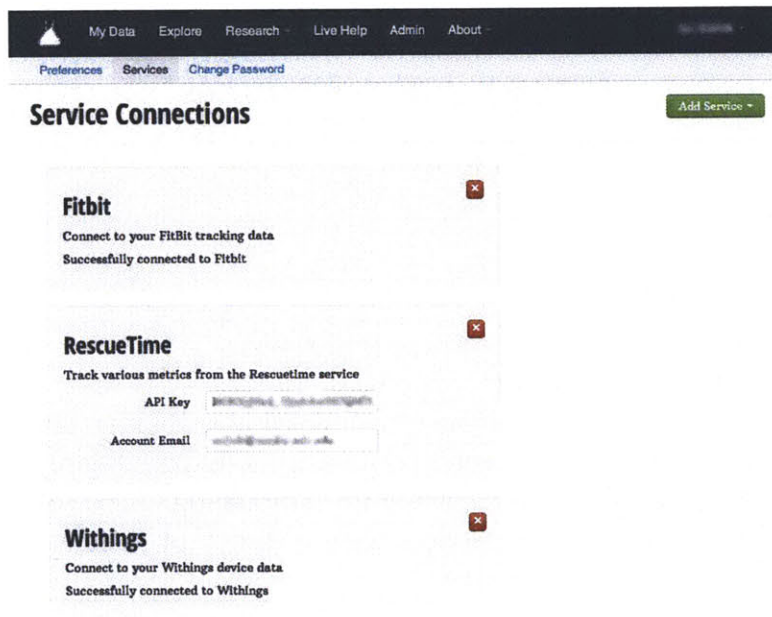 My Data Explore Research Live Help Admin About
Preferences Services Change Password
Service Connections
Add Service
Fitbit
Connect to your FitBit tracking data
Successfully connected to Fitbit
RescueTime
Track various metrics from the Rescuetime service
API Key
Account Email
Withings
Connect to your Withings device data
Successfully connected to Withings